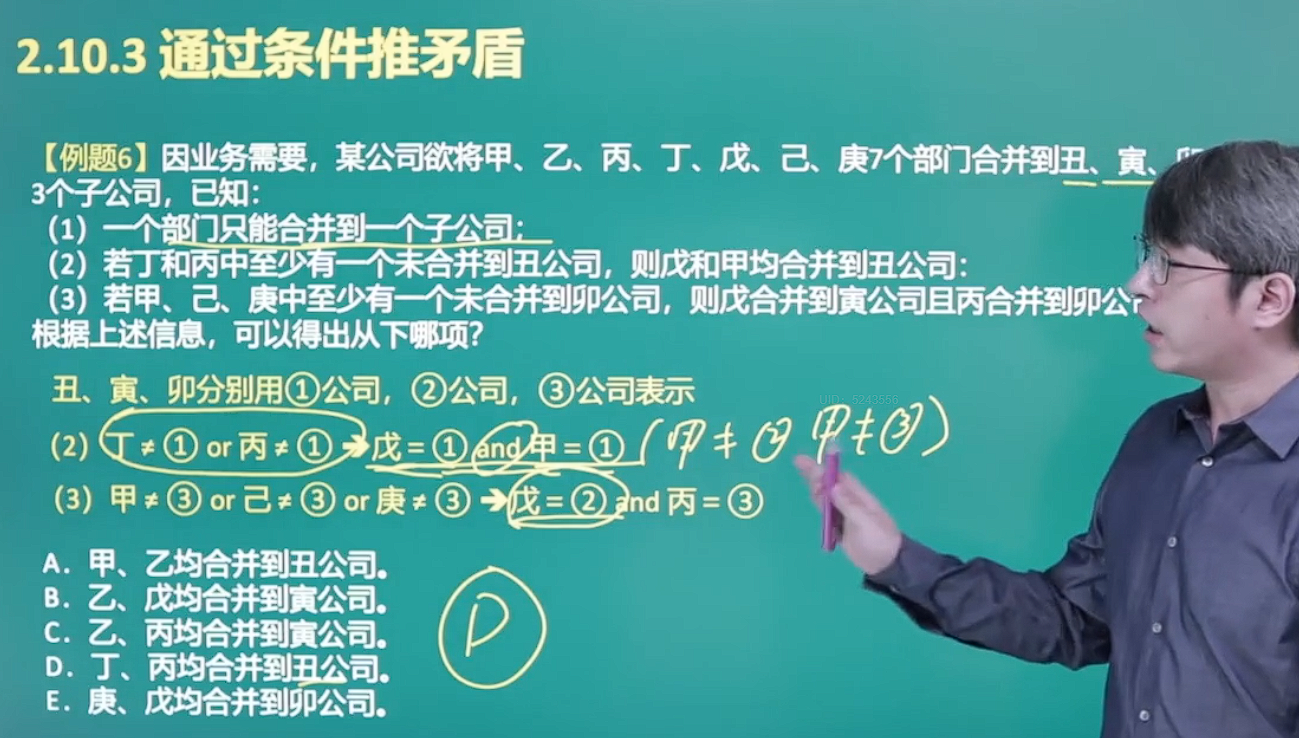 2.10.3 通过条件推矛盾
【例题6】因业务需要，某公司欲将甲、乙、丙、丁、戊、己、庚7个部门合并到丑、寅、
3个子公司，已知：
（1）一个部门只能合并到一个子公司；
（2）若丁和丙中至少有一个未合并到丑公司，则戊和甲均合并到丑公司：
（3）若甲、己、庚中至少有一个未合并到卯公司，则戊合并到寅公司且丙合并到卯公
根据上述信息，可以得出从下哪项？
丑、寅、卯分别用①公司，②公司，③公司表示
（2）丁≠① or 丙≠① ➔戊=① and 甲=① (甲≠② 甲≠③)
（3）甲≠③ or 己≠③ or 庚≠③ ➔戊=② and 丙=③
UID：5243556
A．甲、乙均合并到丑公司。
B．乙、戊均合并到寅公司。
C．乙、丙均合并到寅公司。
D．丁、丙均合并到丑公司。
E．庚、戊均合并到卯公司。
D